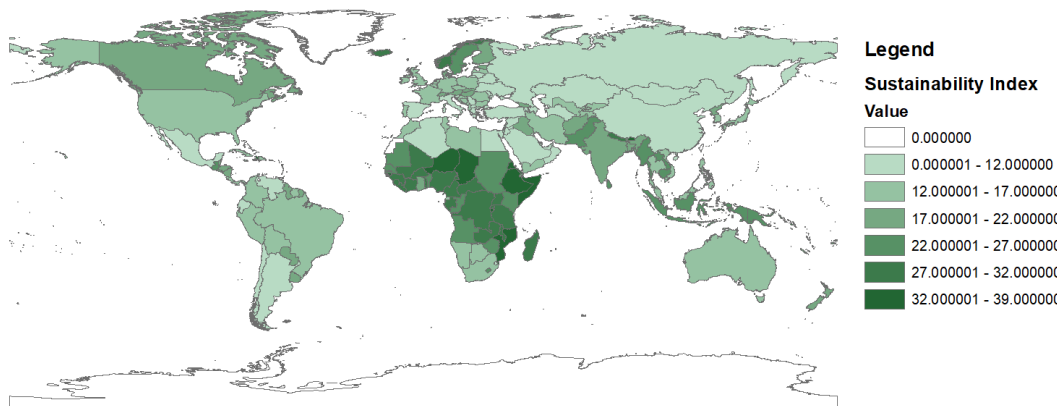 Legend
Sustainability Index
Value
0.000000
0.000001 - 12.000000
12.000001 - 17.000000
17.000001 - 22.000000
22.000001 - 27.000000
27.000001 - 32.000000
32.000001 - 39.000000